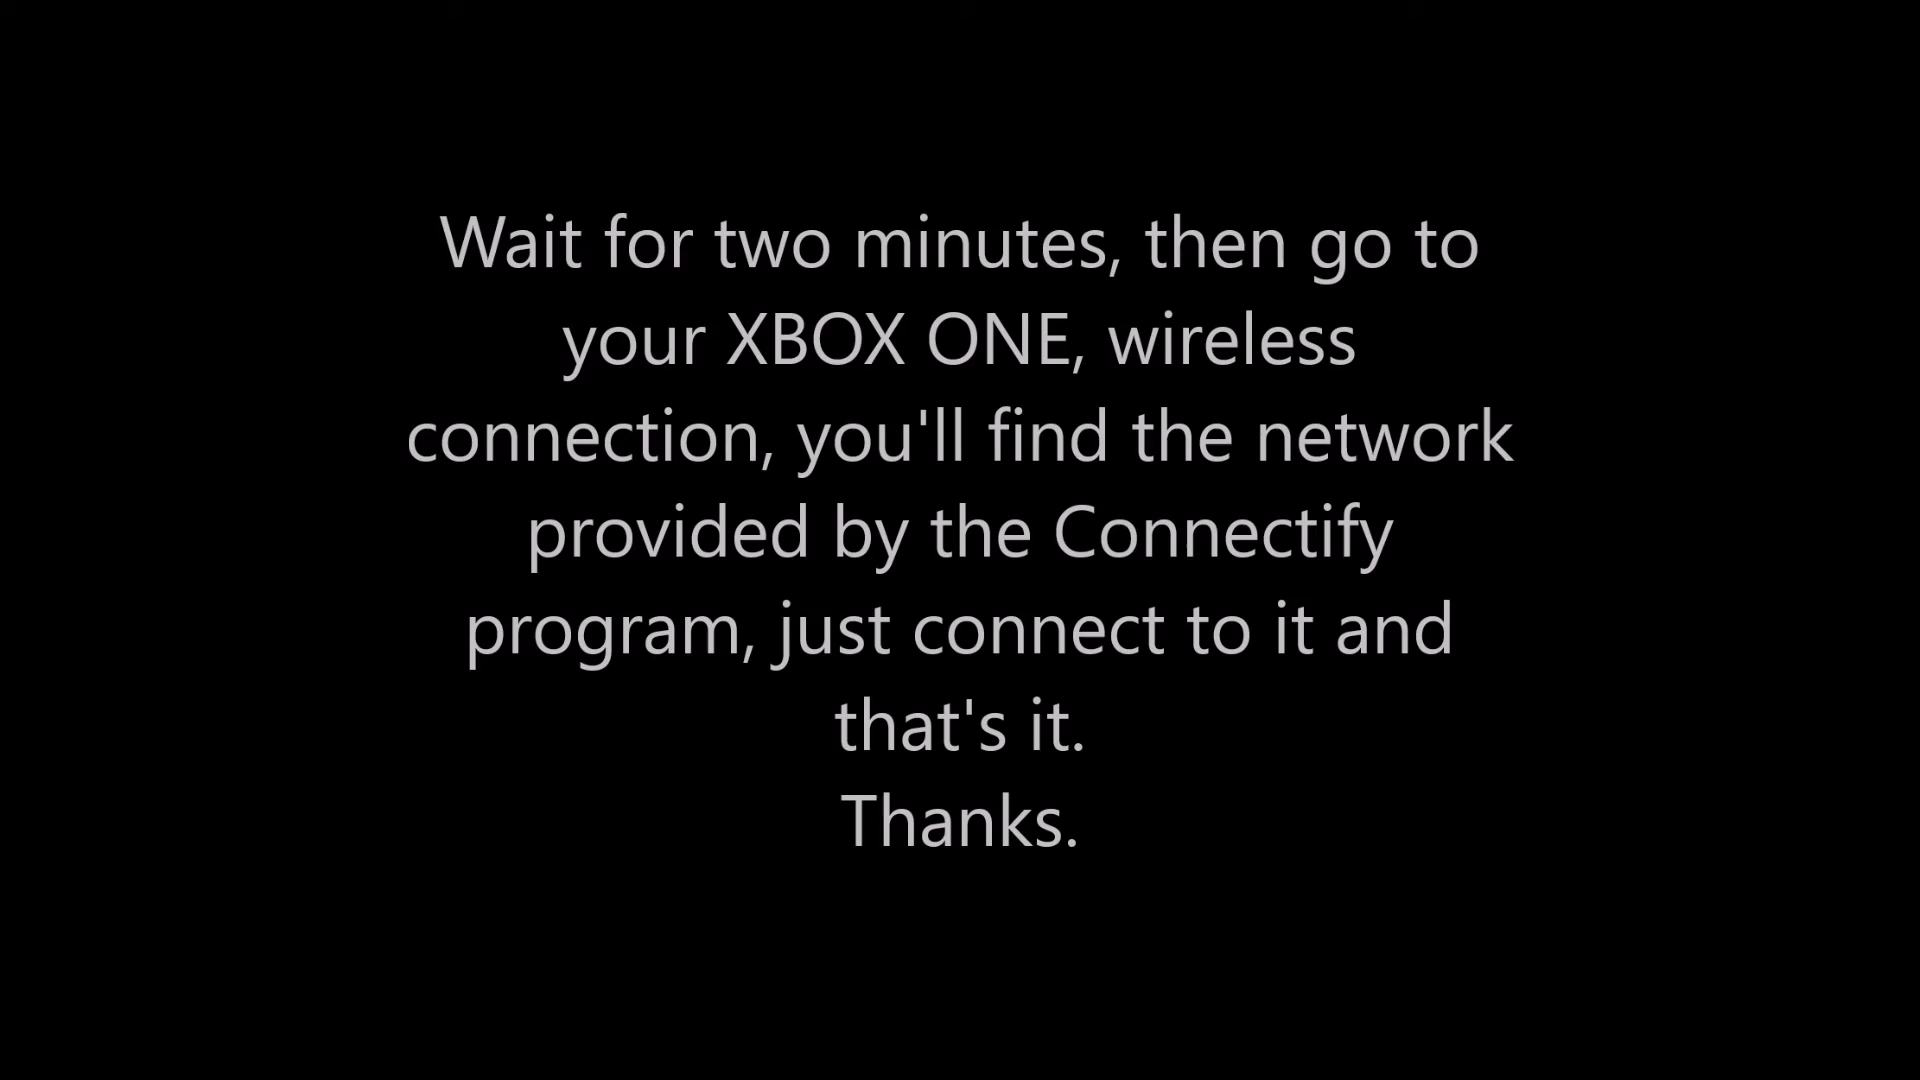 Wait for two minutes, then go to
your XBOX ONE, wireless
connection, you'll find the network
provided by the Connectify
program, just connect to it and
that's it.
Thanks.